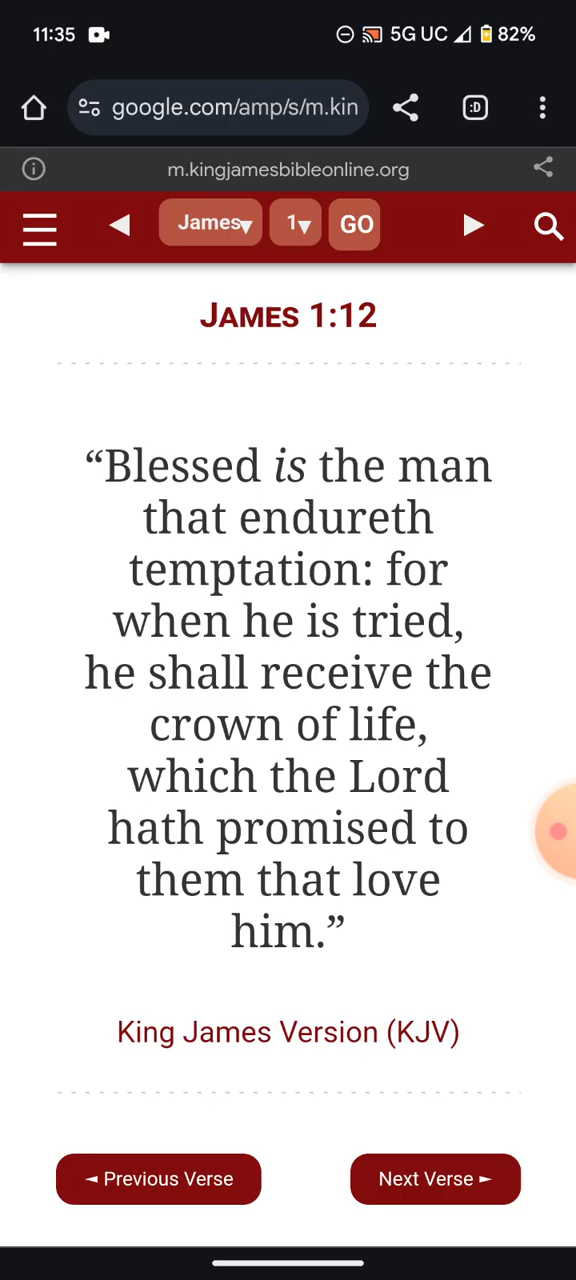 11:35 5G UC 82%
google.com/amp/s/m.kin :D
m.kingjamesbibleonline.org
James▾ 1▾ GO
JAMES 1:12
“Blessed is the man
that endureth
temptation: for
when he is tried,
he shall receive the
crown of life,
which the Lord
hath promised to
them that love
him.”
King James Version (KJV)
◄ Previous Verse Next Verse ►